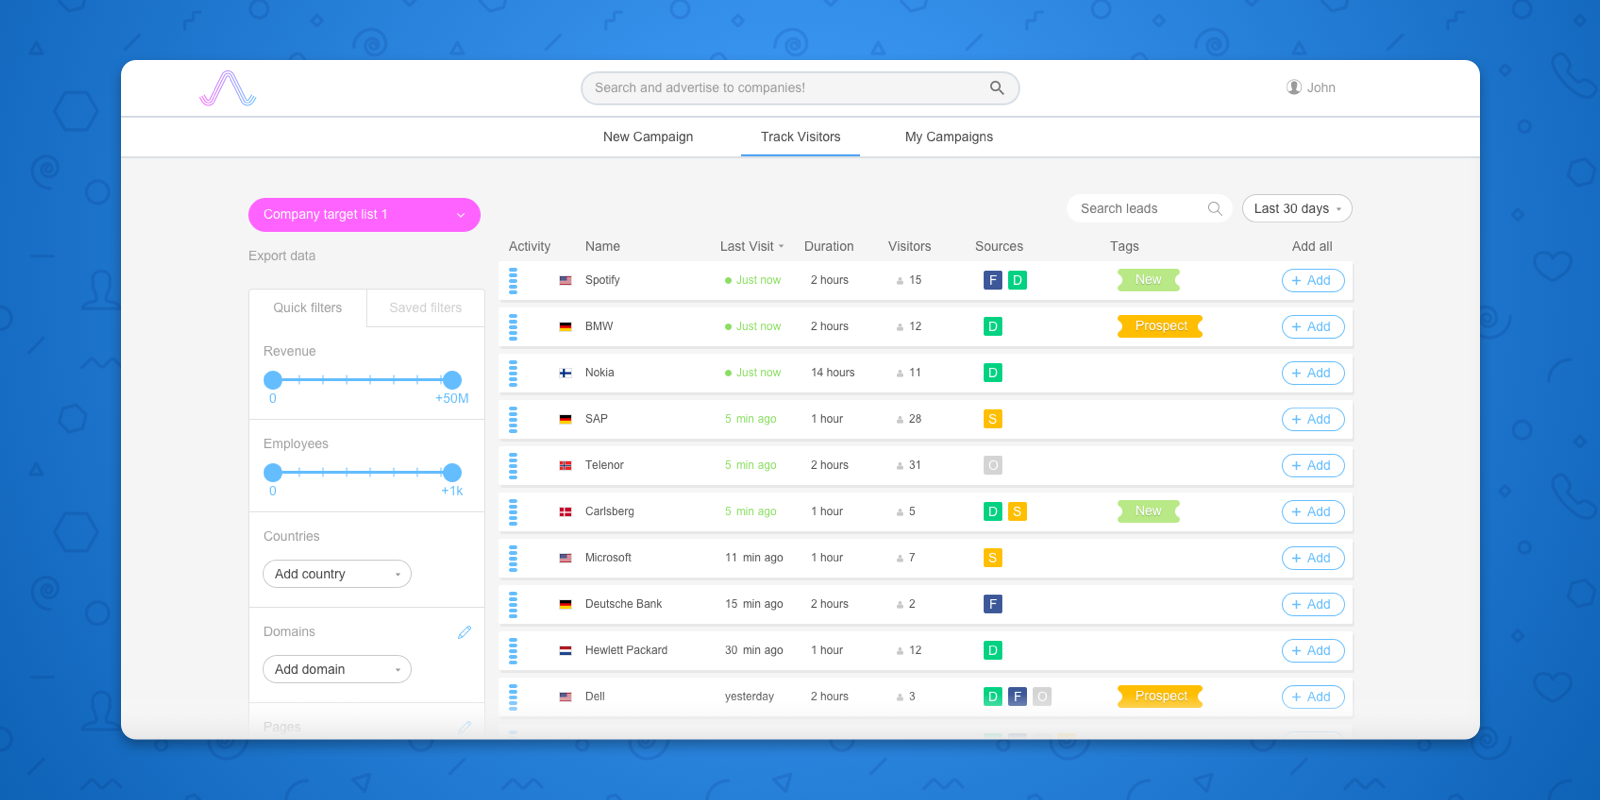 Search and advertise to companies!
John
New Campaign Track Visitors My Campaigns
Company target list 1
Search leads Last 30 days
Export data
Activity Name Last Visit Duration Visitors Sources Tags Add all
Spotify Just now 2 hours 15 F D New + Add
BMW Just now 2 hours 12 D Prospect + Add
Nokia Just now 14 hours 11 D + Add
SAP 5 min ago 1 hour 28 S + Add
Telenor 5 min ago 2 hours 31 O + Add
Carlsberg 5 min ago 1 hour 5 D S New + Add
Microsoft 11 min ago 1 hour 7 S + Add
Deutsche Bank 15 min ago 2 hours 2 F + Add
Hewlett Packard 30 min ago 1 hour 12 D + Add
Dell yesterday 2 hours 3 D F O Prospect + Add
Quick filters Saved filters
Revenue
0 +50M
Employees
0 +1k
Countries
Add country
Domains
Add domain
Pages